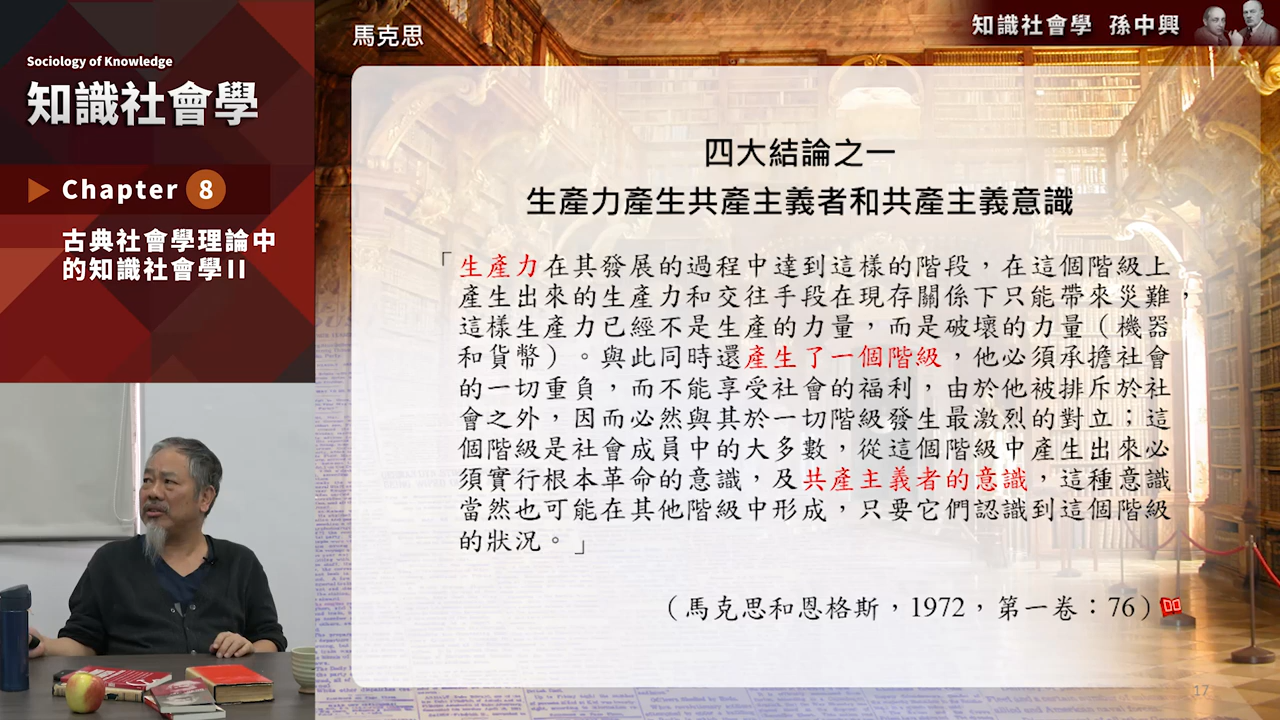 Sociology of Knowledge
知識社會學
Chapter 8
古典社會學理論中
的知識社會學II
馬克思
知識社會學 孫中興
四大結論之一
生產力產生共產主義者和共產主義意識
「生產力在其發展的過程中達到這樣的階段，在這個階級上
產生出來的生產力和交往手段在現存關係下只能帶來災難，
這樣生產力已經不是生產的力量，而是破壞的力量（機器
和貨幣）。與此同時還產生了一個階級，他必須承擔社會
的一切重負，而不能享受社會的福利，由於他被排斥於社
會之外，因而必然與其於一切階級發生最激烈的對立；這
個階級是社會成員中的大多數，從這個階級中產生出來必
須實行根本革命的意識，及共產主義者的意識，這種意識
當然也可能在其他階級中形成，只要它們認識到這個階級
的狀況。」
（馬克思和恩格斯，1972，第一卷：76）
17